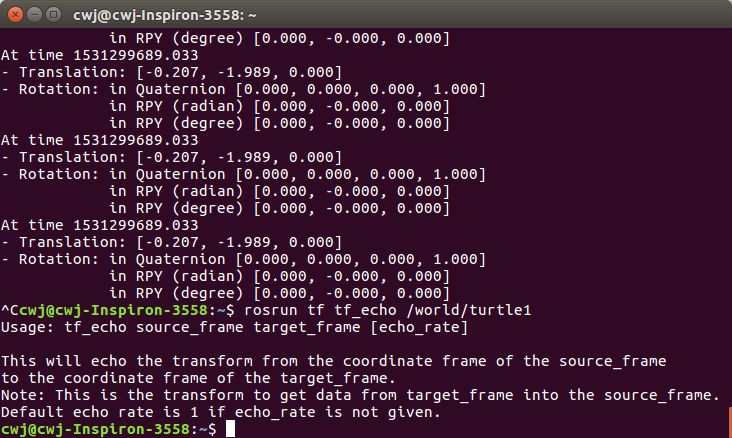 cwj@cwj-Inspiron-3558: ~
in RPY (degree) [0.000, -0.000, 0.000]
At time 1531299689.033
- Translation: [-0.207, -1.989, 0.000]
- Rotation: in Quaternion [0.000, 0.000, 0.000, 1.000]
in RPY (radian) [0.000, -0.000, 0.000]
in RPY (degree) [0.000, -0.000, 0.000]
At time 1531299689.033
- Translation: [-0.207, -1.989, 0.000]
- Rotation: in Quaternion [0.000, 0.000, 0.000, 1.000]
in RPY (radian) [0.000, -0.000, 0.000]
in RPY (degree) [0.000, -0.000, 0.000]
At time 1531299689.033
- Translation: [-0.207, -1.989, 0.000]
- Rotation: in Quaternion [0.000, 0.000, 0.000, 1.000]
in RPY (radian) [0.000, -0.000, 0.000]
in RPY (degree) [0.000, -0.000, 0.000]
^Ccwj@cwj-Inspiron-3558:~$ rosrun tf tf_echo /world/turtle1
Usage: tf_echo source_frame target_frame [echo_rate]
This will echo the transform from the coordinate frame of the source_frame
to the coordinate frame of the target_frame.
Note: This is the transform to get data from target_frame into the source_frame.
Default echo rate is 1 if echo_rate is not given.
cwj@cwj-Inspiron-3558:~$